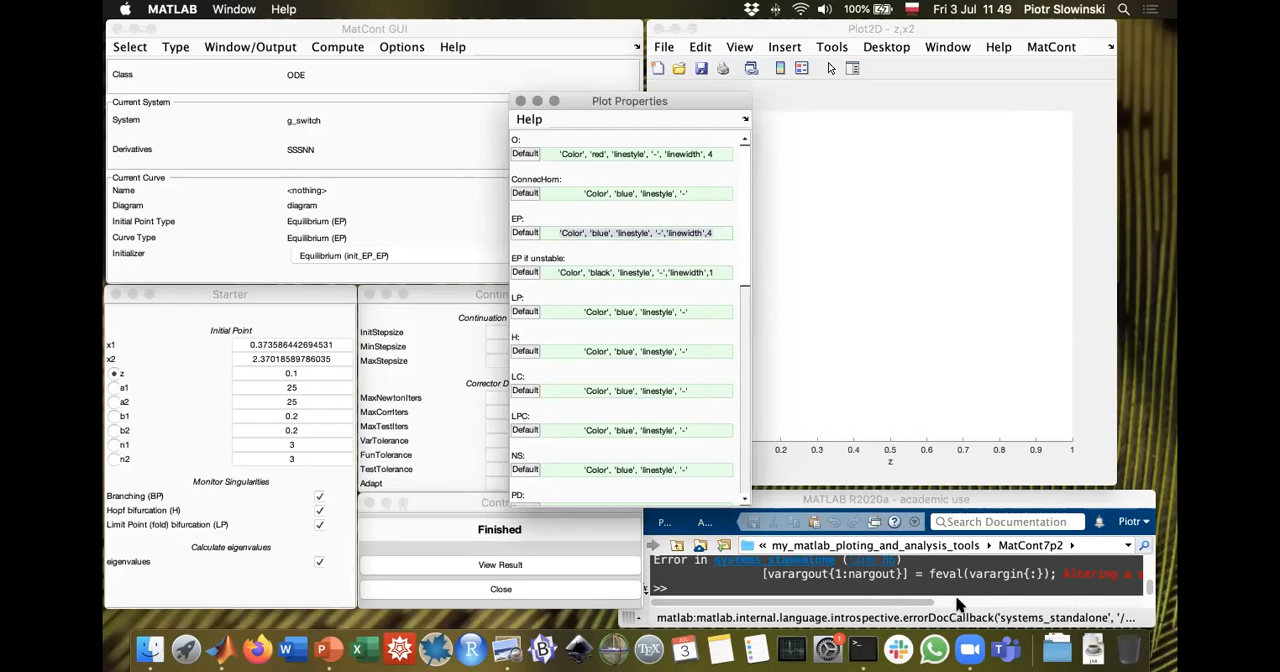 MATLAB Window Help
100% Fri 3 Jul 11 49 Piotr Slowinski
MatCont GUI
Select Type Window/Output Compute Options Help
Class ODE
Current System
System g_switch
Derivatives SSSNN
Current Curve
Name <nothing>
Diagram diagram
Initial Point Type Equilibrium (EP)
Curve Type Equilibrium (EP)
Initializer Equilibrium (init_EP_EP)
Plot2D - z,x2
File Edit View Insert Tools Desktop Window Help MatCont
0.2 0.3 0.4 0.5 0.6 0.7 0.8 0.9 1
z
Plot Properties
Help
O:
Default 'Color', 'red', 'linestyle', '-', 'linewidth', 4
ConnecHom:
Default 'Color', 'blue', 'linestyle', '-'
EP:
Default 'Color', 'blue', 'linestyle', '-','linewidth',4
EP if unstable:
Default 'Color', 'black', 'linestyle', '-','linewidth',1
LP:
Default 'Color', 'blue', 'linestyle', '-'
H:
Default 'Color', 'blue', 'linestyle', '-'
LC:
Default 'Color', 'blue', 'linestyle', '-'
LPC:
Default 'Color', 'blue', 'linestyle', '-'
NS:
Default 'Color', 'blue', 'linestyle', '-'
PD:
Starter
Initial Point
x1 0.373586442694531
x2 2.37018589786035
z 0.1
a1 25
a2 25
b1 0.2
b2 0.2
n1 3
n2 3
Monitor Singularities
Branching (BP)
Hopf bifurcation (H)
Limit Point (fold) bifurcation (LP)
Calculate eigenvalues
eigenvalues
Contin
Continuation
InitStepsize
MinStepsize
MaxStepsize
Corrector D
MaxNewtonIters
MaxCorrIters
MaxTestIters
VarTolerance
FunTolerance
TestTolerance
Adapt
Contr
Finished
View Result
Close
MATLAB R2020a - academic use
P... A... Search Documentation Piotr
« my_matlab_ploting_and_analysis_tools MatCont7p2
Error in systems_standalone
[varargout{1:nargout}] = feval(varargin{:}); Altering a s
>>
matlab:matlab.internal.language.introspective.errorDocCallback('systems_standalone', '/...